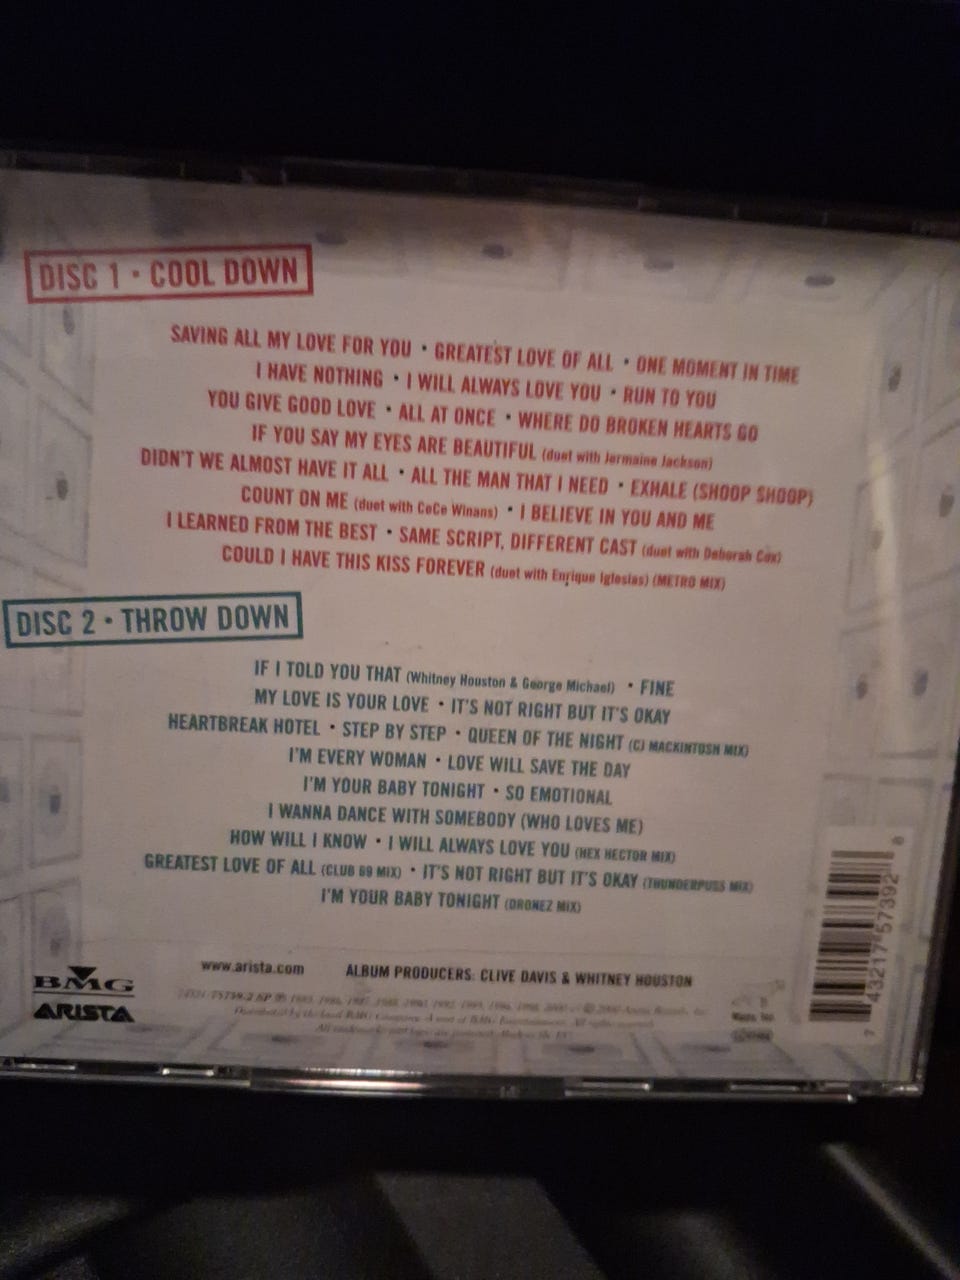 DISC 1 · COOL DOWN
SAVING ALL MY LOVE FOR YOU · GREATEST LOVE OF ALL · ONE MOMENT IN TIME
I HAVE NOTHING · I WILL ALWAYS LOVE YOU · RUN TO YOU
YOU GIVE GOOD LOVE · ALL AT ONCE · WHERE DO BROKEN HEARTS GO
IF YOU SAY MY EYES ARE BEAUTIFUL (duet with Jermaine Jackson)
DIDN'T WE ALMOST HAVE IT ALL · ALL THE MAN THAT I NEED · EXHALE (SHOOP SHOOP)
COUNT ON ME (duet with CeCe Winans) · I BELIEVE IN YOU AND ME
I LEARNED FROM THE BEST · SAME SCRIPT, DIFFERENT CAST (duet with Deborah Cox)
COULD I HAVE THIS KISS FOREVER (duet with Enrique Iglesias) (METRO MIX)
DISC 2 · THROW DOWN
IF I TOLD YOU THAT (Whitney Houston & George Michael) · FINE
MY LOVE IS YOUR LOVE · IT'S NOT RIGHT BUT IT'S OKAY
HEARTBREAK HOTEL · STEP BY STEP · QUEEN OF THE NIGHT (CJ MACKINTOSH MIX)
I'M EVERY WOMAN · LOVE WILL SAVE THE DAY
I'M YOUR BABY TONIGHT · SO EMOTIONAL
I WANNA DANCE WITH SOMEBODY (WHO LOVES ME)
HOW WILL I KNOW · I WILL ALWAYS LOVE YOU (HEX HECTOR MIX)
GREATEST LOVE OF ALL (CLUB 69 MIX) · IT'S NOT RIGHT BUT IT'S OKAY (THUNDERPUSS MIX)
I'M YOUR BABY TONIGHT (DRONEZ MIX)
www.arista.com ALBUM PRODUCERS: CLIVE DAVIS & WHITNEY HOUSTON
BMG
ARISTA
7 43217 57392 8